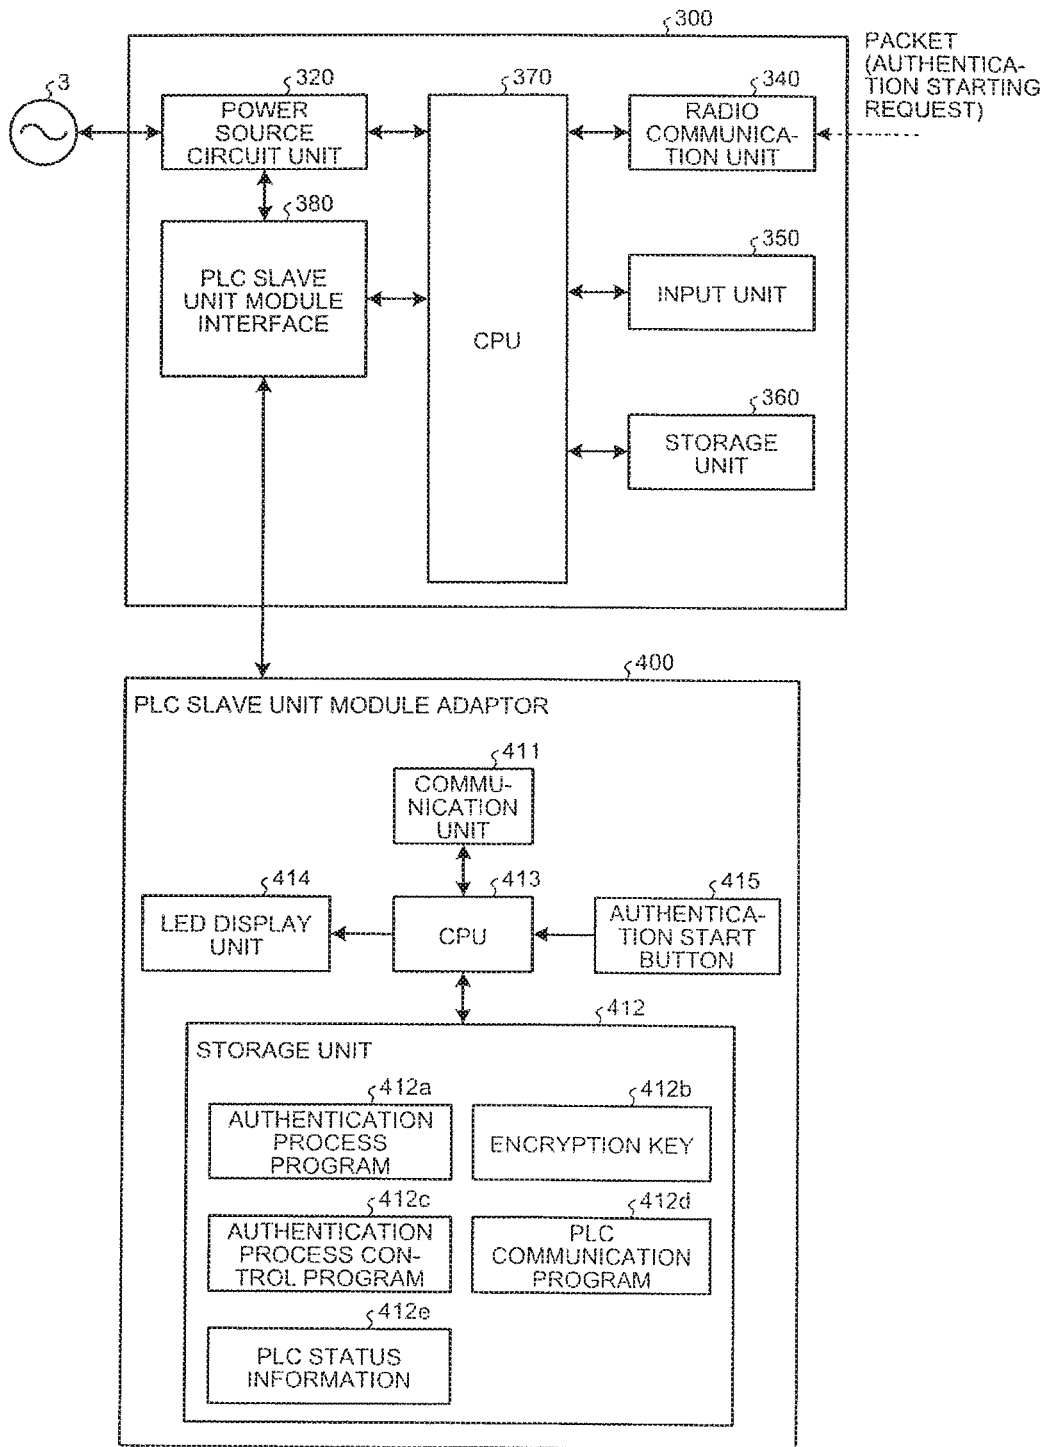 300
PACKET
(AUTHENTICA-
TION STARTING
REQUEST)
3
320
370
340
POWER
SOURCE
CIRCUIT UNIT
RADIO
COMMUNICA-
TION UNIT
380
350
PLC SLAVE
UNIT MODULE
INTERFACE
INPUT UNIT
CPU
360
STORAGE
UNIT
400
PLC SLAVE UNIT MODULE ADAPTOR
411
COMMU-
NICATION
UNIT
414
413
415
LED DISPLAY
UNIT
CPU
AUTHENTICA-
TION START
BUTTON
412
STORAGE UNIT
412a
412b
AUTHENTICATION
PROCESS
PROGRAM
ENCRYPTION KEY
412c
412d
AUTHENTICATION
PROCESS CON-
TROL PROGRAM
PLC
COMMUNICATION
PROGRAM
412e
PLC STATUS
INFORMATION